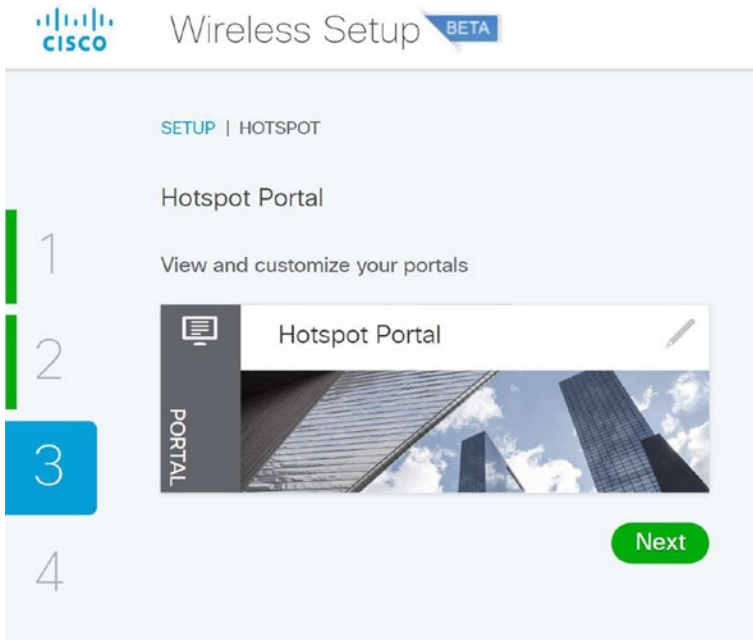 CISCO
Wireless Setup BETA
SETUP | HOTSPOT
Hotspot Portal
View and customize your portals
1
2
3
4
Hotspot Portal
PORTAL
Next